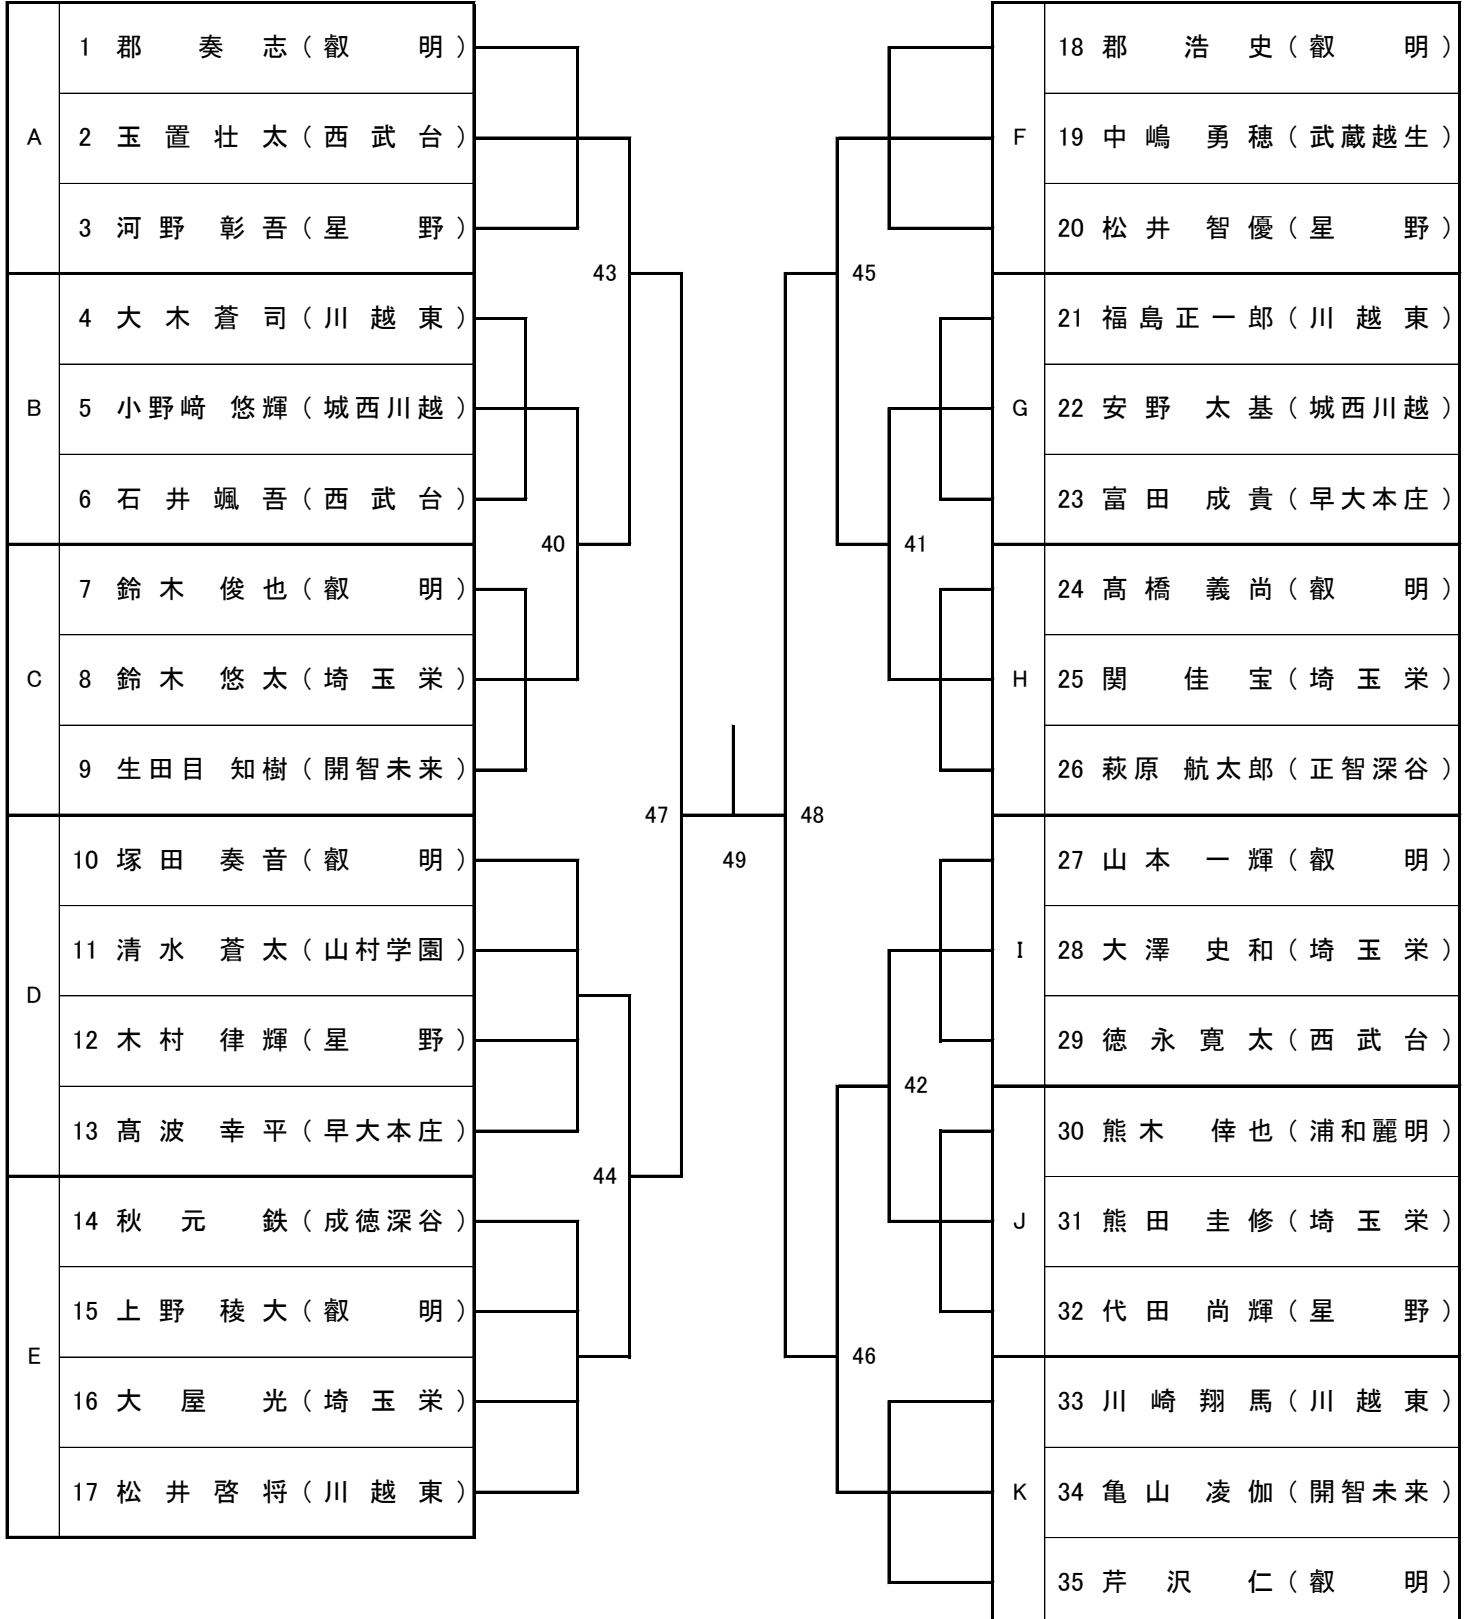 A
1 郡 奏 志 ( 叡 明 )
2 玉 置 壮 太 ( 西 武 台 )
3 河 野 彰 吾 ( 星 野 )
B
4 大 木 蒼 司 ( 川 越 東 )
5 小野﨑 悠輝 ( 城西川越 )
6 石 井 颯 吾 ( 西 武 台 )
C
7 鈴 木 俊 也 ( 叡 明 )
8 鈴 木 悠 太 ( 埼 玉 栄 )
9 生田目 知樹 ( 開智未来 )
D
10 塚 田 奏 音 ( 叡 明 )
11 清 水 蒼 太 ( 山村学園 )
12 木 村 律 輝 ( 星 野 )
13 髙 波 幸 平 ( 早大本庄 )
E
14 秋 元 鉄 ( 成徳深谷 )
15 上 野 稜 大 ( 叡 明 )
16 大 屋 光 ( 埼 玉 栄 )
17 松 井 啓 将 ( 川 越 東 )
43
40
47
44
49
45
41
48
42
46
F
18 郡 浩 史 ( 叡 明 )
19 中 嶋 勇 穂 ( 武蔵越生 )
20 松 井 智 優 ( 星 野 )
G
21 福島正一郎 ( 川 越 東 )
22 安 野 太 基 ( 城西川越 )
23 富 田 成 貴 ( 早大本庄 )
H
24 髙 橋 義 尚 ( 叡 明 )
25 関 佳 宝 ( 埼 玉 栄 )
26 萩原 航太郎 ( 正智深谷 )
I
27 山 本 一 輝 ( 叡 明 )
28 大 澤 史 和 ( 埼 玉 栄 )
29 徳 永 寛 太 ( 西 武 台 )
J
30 熊 木 倖 也 ( 浦和麗明 )
31 熊 田 圭 修 ( 埼 玉 栄 )
32 代 田 尚 輝 ( 星 野 )
K
33 川 崎 翔 馬 ( 川 越 東 )
34 亀 山 凌 伽 ( 開智未来 )
35 芹 沢 仁 ( 叡 明 )